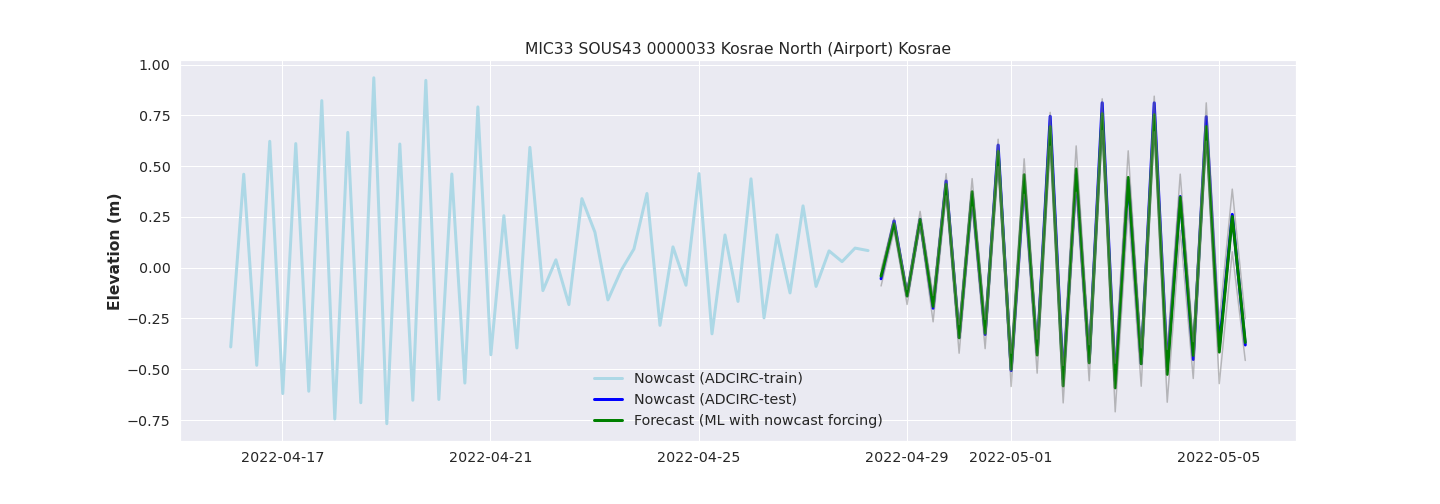 MIC33 SOUS43 0000033 Kosrae North (Airport) Kosrae
Elevation (m)
1.00
0.75
0.50
0.25
0.00
−0.25
−0.50
−0.75
Nowcast (ADCIRC-train)
Nowcast (ADCIRC-test)
Forecast (ML with nowcast forcing)
2022-04-17 2022-04-21 2022-04-25 2022-04-29 2022-05-01 2022-05-05